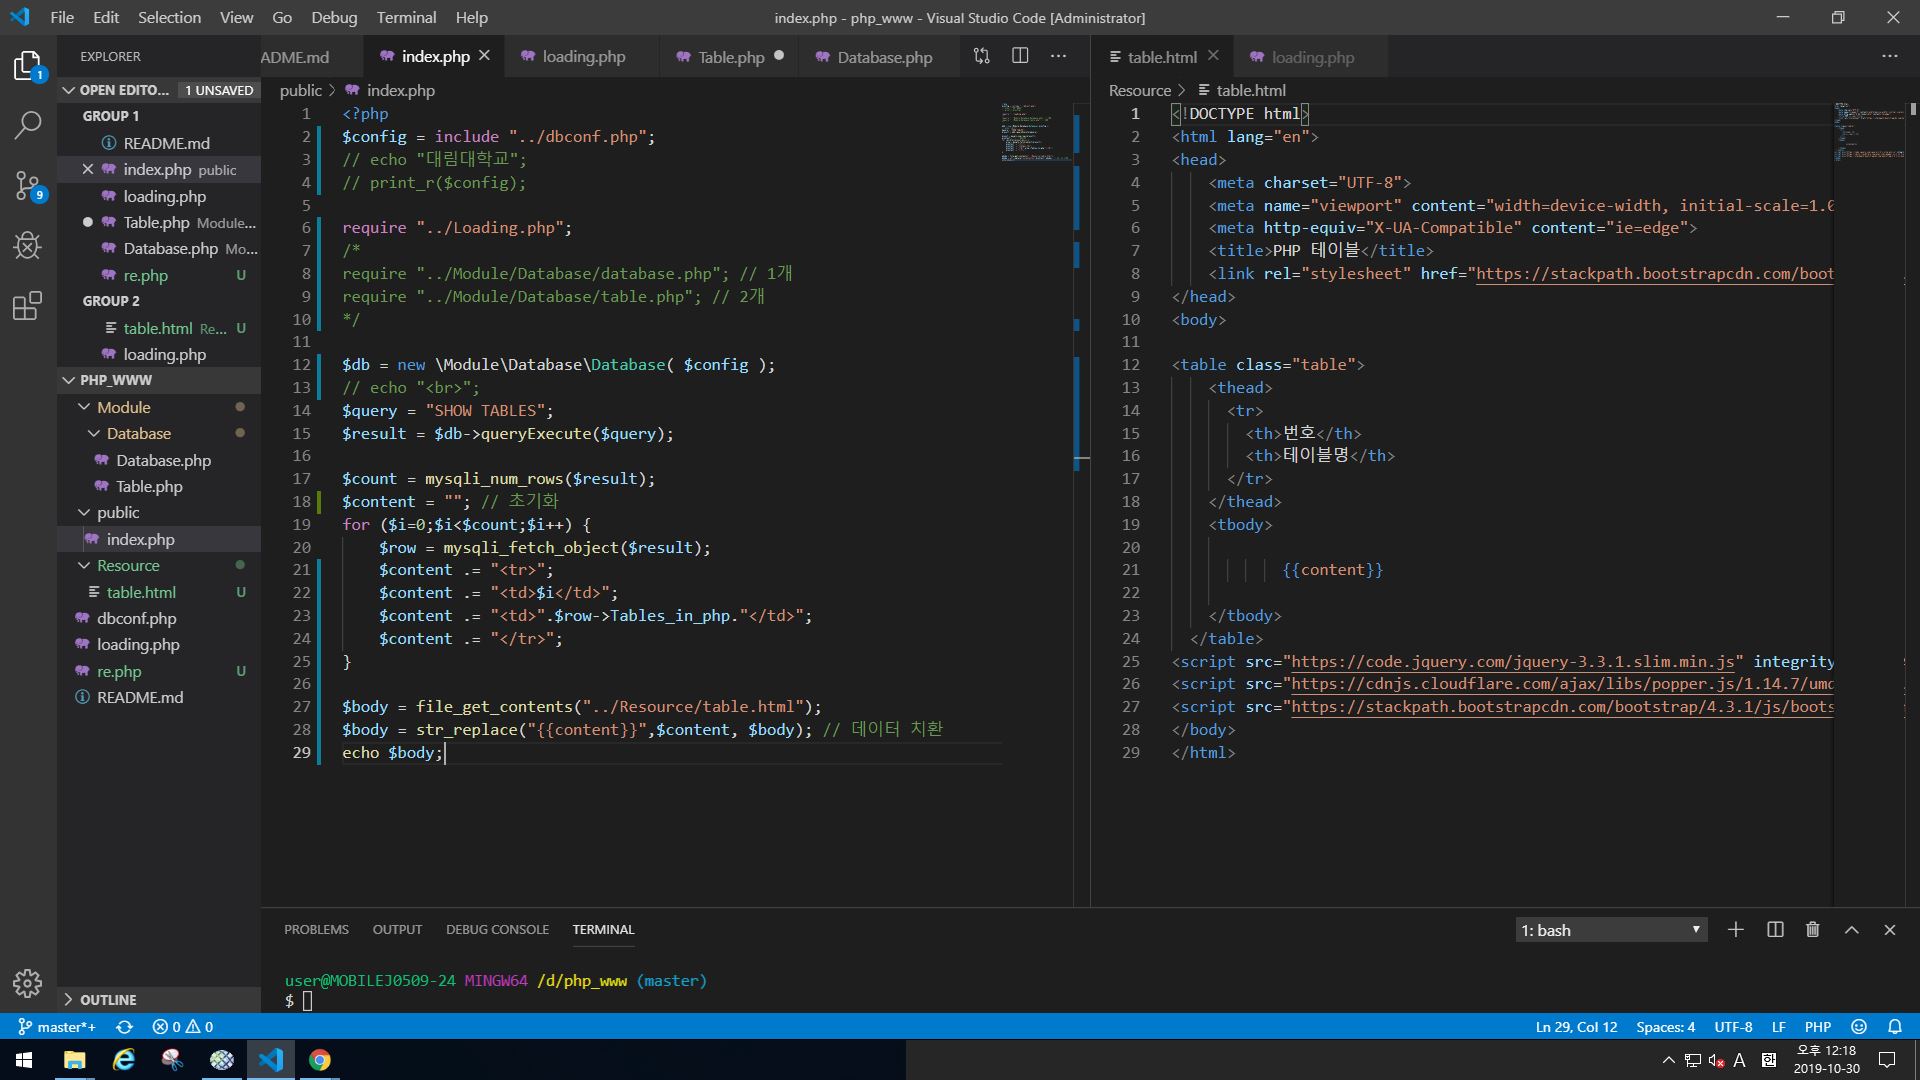 File Edit Selection View Go Debug Terminal Help
index.php - php_www - Visual Studio Code [Administrator]
EXPLORER
OPEN EDITO... 1 UNSAVED
GROUP 1
README.md
index.php public
loading.php
Table.php Module...
Database.php Mo...
re.php U
GROUP 2
table.html Re... U
loading.php
PHP_WWW
Module
Database
Database.php
Table.php
public
index.php
Resource
table.html U
dbconf.php
loading.php
re.php U
README.md
OUTLINE
1
9
ADME.md index.php loading.php Table.php Database.php
public > index.php
1 <?php
2 $config = include "../dbconf.php";
3 // echo "대림대학교";
4 // print_r($config);
5
6 require "../Loading.php";
7 /*
8 require "../Module/Database/database.php"; // 1개
9 require "../Module/Database/table.php"; // 2개
10 */
11
12 $db = new \Module\Database\Database( $config );
13 // echo "<br>";
14 $query = "SHOW TABLES";
15 $result = $db->queryExecute($query);
16
17 $count = mysqli_num_rows($result);
18 $content = ""; // 초기화
19 for ($i=0;$i<$count;$i++) {
20 $row = mysqli_fetch_object($result);
21 $content .= "<tr>";
22 $content .= "<td>$i</td>";
23 $content .= "<td>".$row->Tables_in_php."</td>";
24 $content .= "</tr>";
25 }
26
27 $body = file_get_contents("../Resource/table.html");
28 $body = str_replace("{{content}}",$content, $body); // 데이터 치환
29 echo $body;
table.html loading.php
Resource > table.html
1 <!DOCTYPE html>
2 <html lang="en">
3 <head>
4 <meta charset="UTF-8">
5 <meta name="viewport" content="width=device-width, initial-scale=1.0
6 <meta http-equiv="X-UA-Compatible" content="ie=edge">
7 <title>PHP 테이블</title>
8 <link rel="stylesheet" href="https://stackpath.bootstrapcdn.com/boot
9 </head>
10 <body>
11
12 <table class="table">
13 <thead>
14 <tr>
15 <th>번호</th>
16 <th>테이블명</th>
17 </tr>
18 </thead>
19 <tbody>
20
21 {{content}}
22
23 </tbody>
24 </table>
25 <script src="https://code.jquery.com/jquery-3.3.1.slim.min.js" integrity
26 <script src="https://cdnjs.cloudflare.com/ajax/libs/popper.js/1.14.7/umd
27 <script src="https://stackpath.bootstrapcdn.com/bootstrap/4.3.1/js/boots
28 </body>
29 </html>
PROBLEMS OUTPUT DEBUG CONSOLE TERMINAL
1: bash
user@MOBILEJ0509-24 MINGW64 /d/php_www (master)
$
master*+ 0 0
Ln 29, Col 12 Spaces: 4 UTF-8 LF PHP
A 한
오후 12:18
2019-10-30